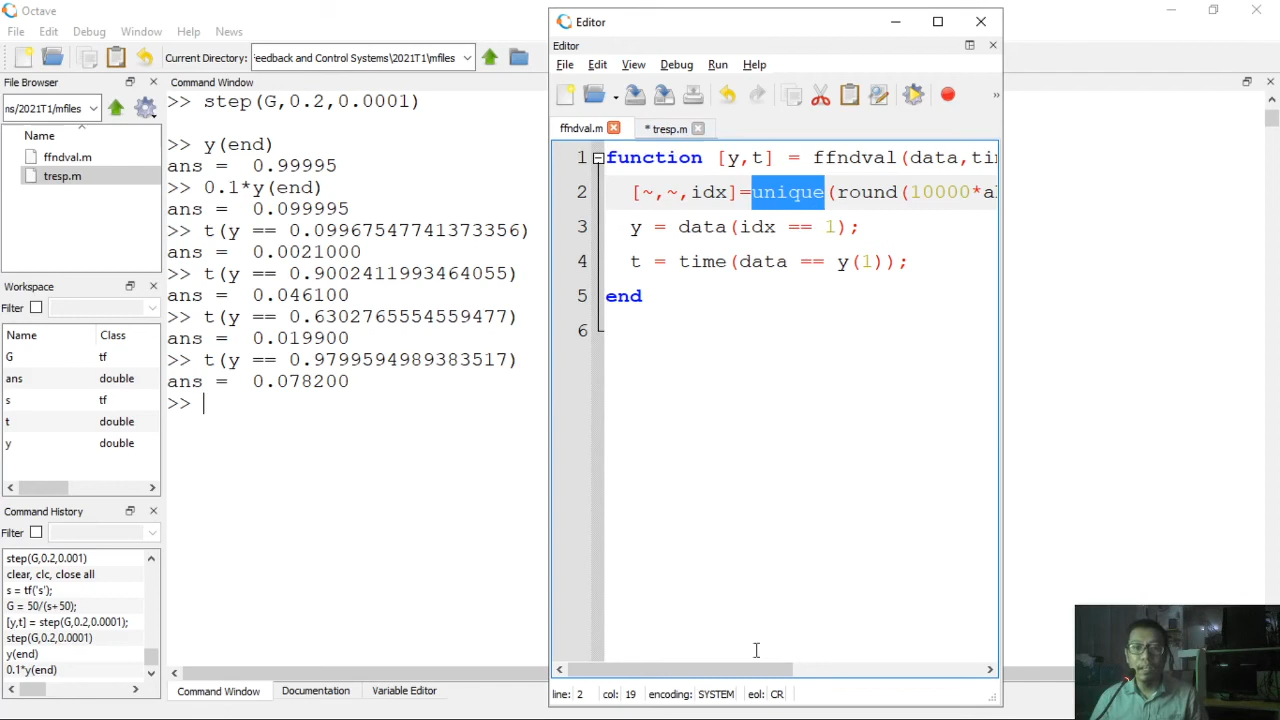 Octave
File Edit Debug Window Help News
Current Directory: Feedback and Control Systems\2021T1\mfiles
File Browser
ns/2021T1/mfiles
Name
ffndval.m
tresp.m
Workspace
Filter
Name Class
G tf
ans double
s tf
t double
y double
Command History
Filter
step(G,0.2,0.001)
clear, clc, close all
s = tf('s');
G = 50/(s+50);
[y,t] = step(G,0.2,0.0001);
step(G,0.2,0.0001)
y(end)
0.1*y(end)
Command Window
>> step(G,0.2,0.0001)
>> y(end)
ans = 0.99995
>> 0.1*y(end)
ans = 0.099995
>> t(y == 0.09967547741373356)
ans = 0.0021000
>> t(y == 0.9002411993464055)
ans = 0.046100
>> t(y == 0.6302765554559477)
ans = 0.019900
>> t(y == 0.9799594989383517)
ans = 0.078200
>>
Command Window Documentation Variable Editor
Editor
Editor
File Edit View Debug Run Help
ffndval.m * tresp.m
1 function [y,t] = ffndval(data,tim
2 [~,~,idx]=unique(round(10000*ab
3 y = data(idx == 1);
4 t = time(data == y(1));
5 end
6
line: 2 col: 19 encoding: SYSTEM eol: CR